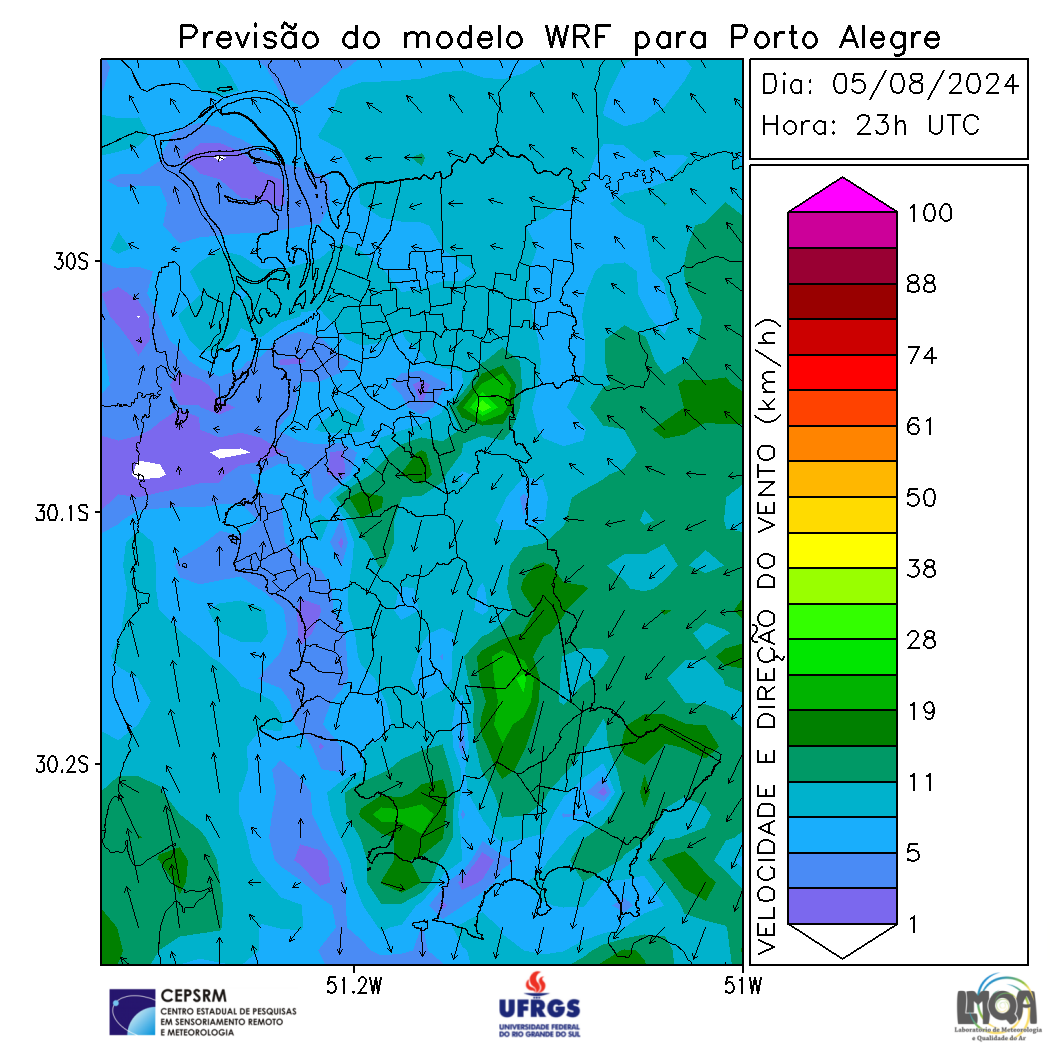 Previsão do modelo WRF para Porto Alegre
Dia: 05/08/2024
Hora: 23h UTC
30S
30.1S
30.2S
51.2W
51W
VELOCIDADE E DIREÇÃO DO VENTO (km/h)
100
88
74
61
50
38
28
19
11
5
1
CEPSRM
CENTRO ESTADUAL DE PESQUISAS
EM SENSORIAMENTO REMOTO
E METEOROLOGIA
UFRGS
UNIVERSIDADE FEDERAL
DO RIO GRANDE DO SUL
LMQA
Laboratório de Meteorologia
e Qualidade do Ar